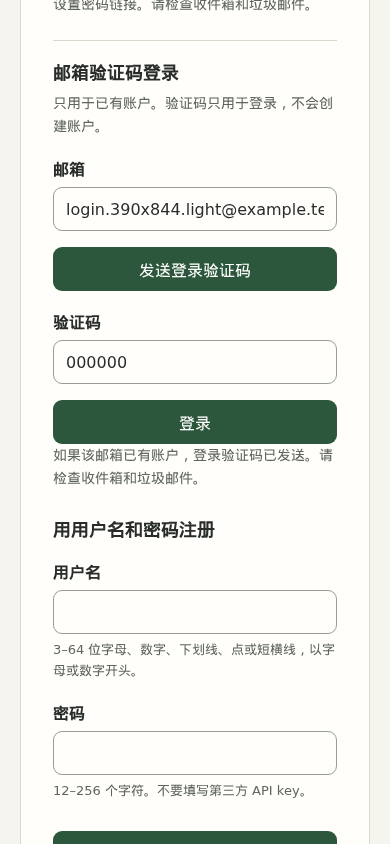 设置密码链接。请检查收件箱和垃圾邮件。
邮箱验证码登录
只用于已有账户。验证码只用于登录，不会创
建账户。
邮箱
login.390x844.light@example.te
发送登录验证码
验证码
000000
登录
如果该邮箱已有账户，登录验证码已发送。请
检查收件箱和垃圾邮件。
用用户名和密码注册
用户名
3–64 位字母、数字、下划线、点或短横线，以字
母或数字开头。
密码
12–256 个字符。不要填写第三方 API key。